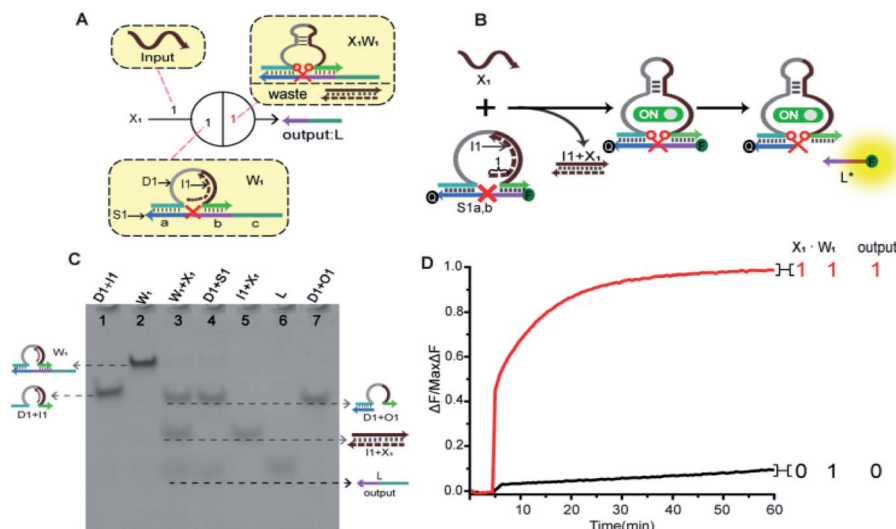 A
Input
X₁W₁
waste
X₁
1
1
1
output:L
D1
I1
W₁
S1
a
b
c
B
X₁
+
I1
1
Q
F
S1a,b
I1+X₁
ON
Q
F
ON
Q
F
L*
C
D1+I1
W₁
W₁+X₁
D1+S1
I1+X₁
L
D1+O1
1 2 3 4 5 6 7
W₁
D1+I1
D1+O1
I1+X₁
L
output
D
X₁ · W₁ output
1 1 1
0 1 0
ΔF/MaxΔF
1.0
0.8
0.6
0.4
0.2
0.0
0 10 20 30 40 50 60
Time(min)